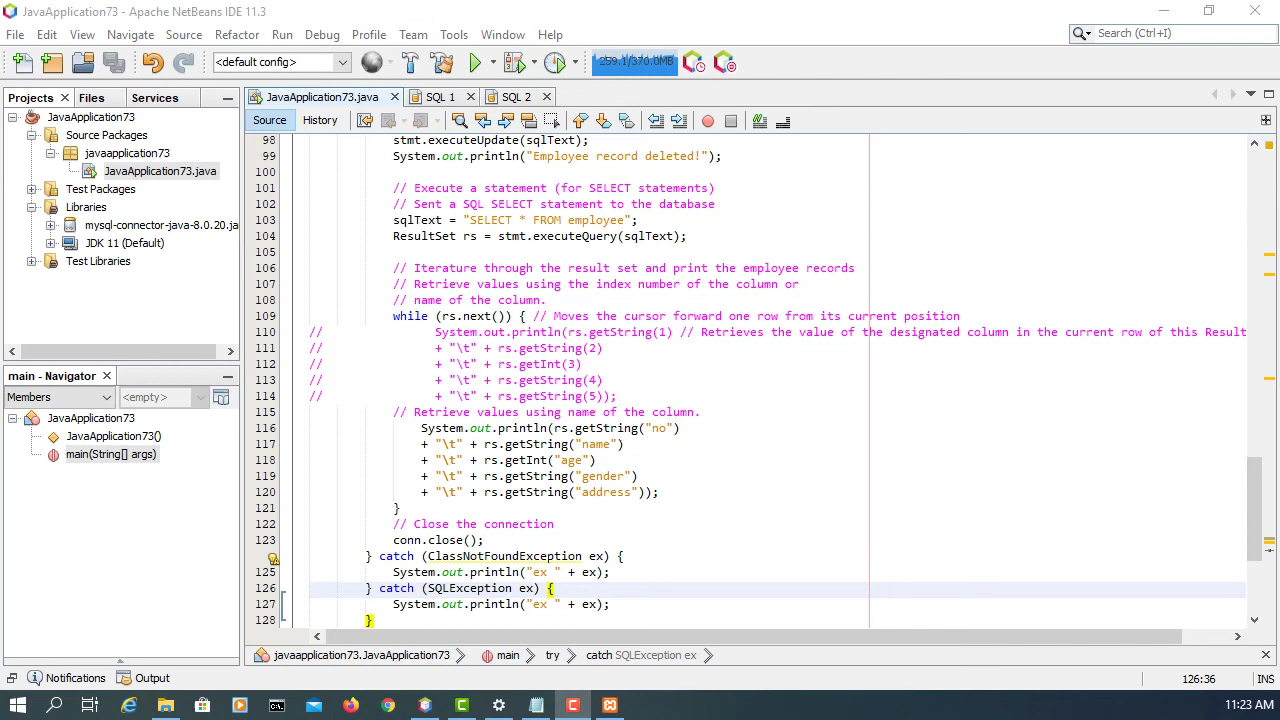 JavaApplication73 - Apache NetBeans IDE 11.3
File Edit View Navigate Source Refactor Run Debug Profile Team Tools Window Help
Search (Ctrl+I)
<default config>
259.1/370.0MB
Projects Files Services
JavaApplication73.java SQL 1 SQL 2
Source History
JavaApplication73
Source Packages
javaapplication73
JavaApplication73.java
Test Packages
Libraries
mysql-connector-java-8.0.20.ja
JDK 11 (Default)
Test Libraries
main - Navigator
Members <empty>
JavaApplication73
JavaApplication73()
main(String[] args)
98 stmt.executeUpdate(sqlText);
99 System.out.println("Employee record deleted!");
100
101 // Execute a statement (for SELECT statements)
102 // Sent a SQL SELECT statement to the database
103 sqlText = "SELECT * FROM employee";
104 ResultSet rs = stmt.executeQuery(sqlText);
105
106 // Iterature through the result set and print the employee records
107 // Retrieve values using the index number of the column or
108 // name of the column.
109 while (rs.next()) { // Moves the cursor forward one row from its current position
110 // System.out.println(rs.getString(1) // Retrieves the value of the designated column in the current row of this Result
111 // + "\t" + rs.getString(2)
112 // + "\t" + rs.getInt(3)
113 // + "\t" + rs.getString(4)
114 // + "\t" + rs.getString(5));
115 // Retrieve values using name of the column.
116 System.out.println(rs.getString("no")
117 + "\t" + rs.getString("name")
118 + "\t" + rs.getInt("age")
119 + "\t" + rs.getString("gender")
120 + "\t" + rs.getString("address"));
121 }
122 // Close the connection
123 conn.close();
} catch (ClassNotFoundException ex) {
125 System.out.println("ex " + ex);
126 } catch (SQLException ex) {
127 System.out.println("ex " + ex);
128 }
javaapplication73.JavaApplication73 main try catch SQLException ex
Notifications Output
126:36 INS
11:23 AM